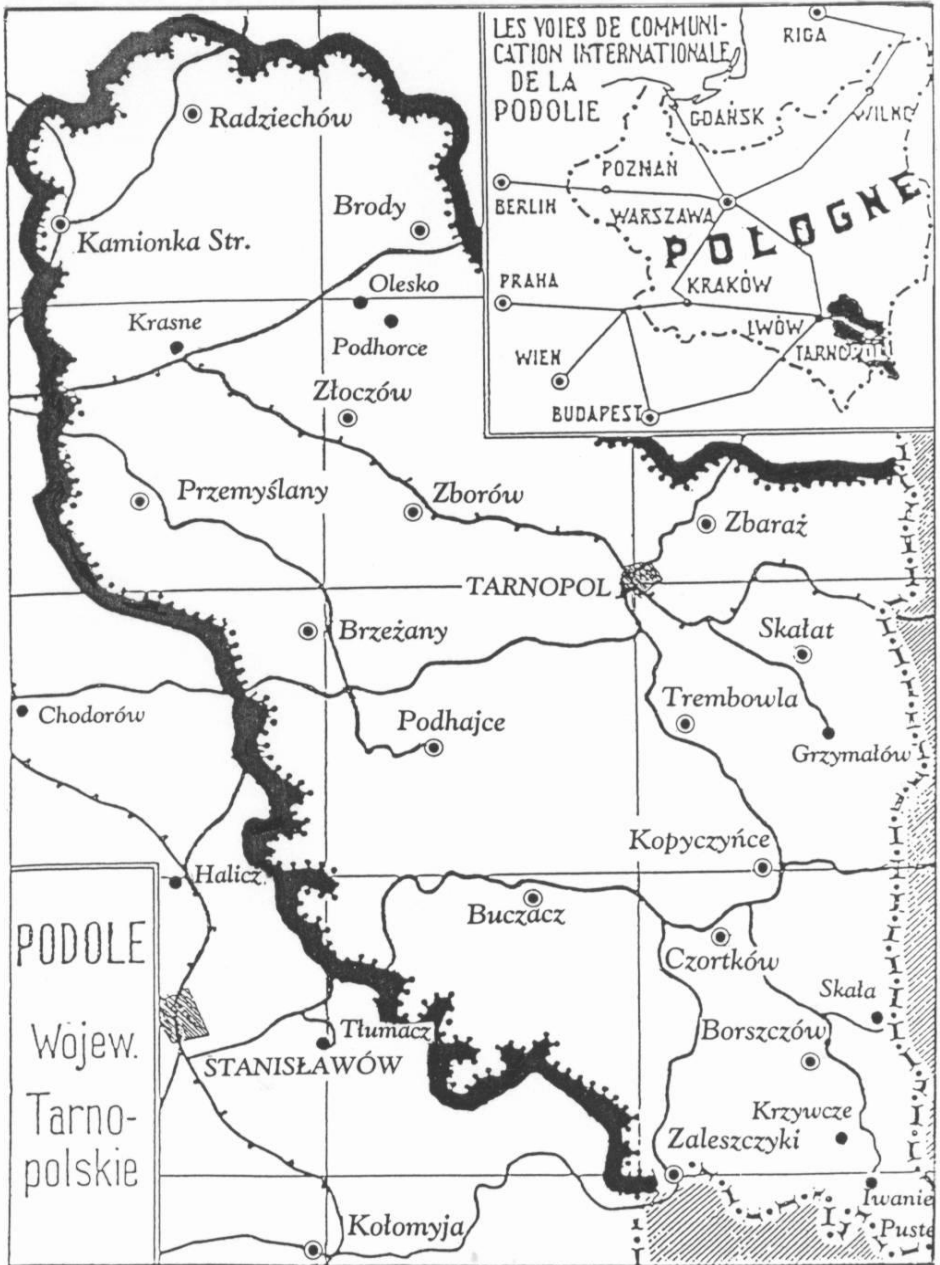 LES VOIES DE COMMUNI-
CATION INTERNATIONALE
DE LA
PODOLIE
RIGA
GDAŃSK
WILNO
POZNAŃ
BERLIN
WARSZAWA
POLOGNE
PRAHA
KRAKÓW
LWÓW
TARNOPOL
WIEN
BUDAPEST
Radziechów
Brody
Kamionka Str.
Olesko
Krasne
Podhorce
Złoczów
Przemyślany
Zborów
Zbaraż
TARNOPOL
Brzeżany
Skałat
Chodorów
Podhajce
Trembowla
Grzymałów
Kopyczyńce
Halicz
Buczacz
Czortków
Skała
Tłumacz
Borszczów
STANISŁAWÓW
Krzywcze
Zaleszczyki
Iwanie
Puste
Kołomyja
PODOLE
Wojew.
Tarno-
polskie